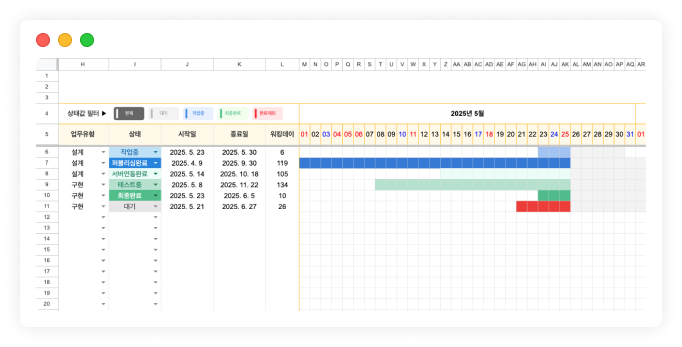 H I J K L M N O P Q R S T U V W X Y Z AA AB AC AD AE AF AG AH AI AJ AK AL AM AN AO AP AQ AR
1
2
3
4 상태값 필터 ▶ 전체 대기 작업중 최종완료 완료제외 2025년 5월
5 업무유형 상태 시작일 종료일 워킹데이 01 02 03 04 05 06 07 08 09 10 11 12 13 14 15 16 17 18 19 20 21 22 23 24 25 26 27 28 29 30 31 01
6 설계 작업중 2025. 5. 23 2025. 5. 30 6
7 설계 퍼블리싱완료 2025. 4. 9 2025. 9. 30 119
8 설계 서버연동완료 2025. 5. 14 2025. 10. 18 105
9 구현 테스트중 2025. 5. 8 2025. 11. 22 134
10 구현 최종완료 2025. 5. 23 2025. 6. 5 10
11 구현 대기 2025. 5. 21 2025. 6. 27 26
12
13
14
15
16
17
18
19
20